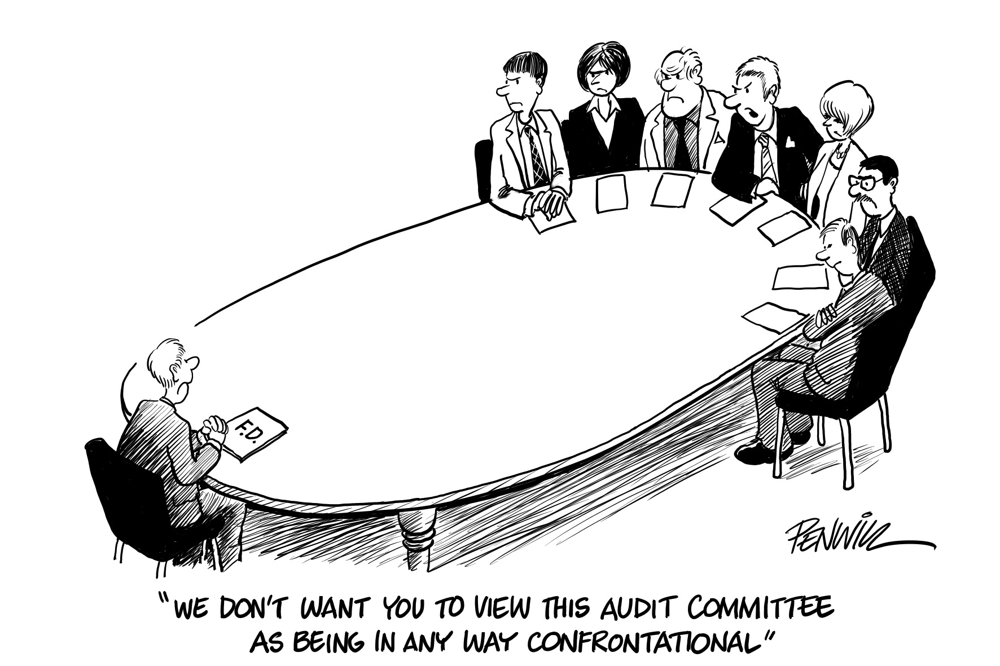 F.D.
PENWILL
"WE DON'T WANT YOU TO VIEW THIS AUDIT COMMITTEE
AS BEING IN ANY WAY CONFRONTATIONAL"